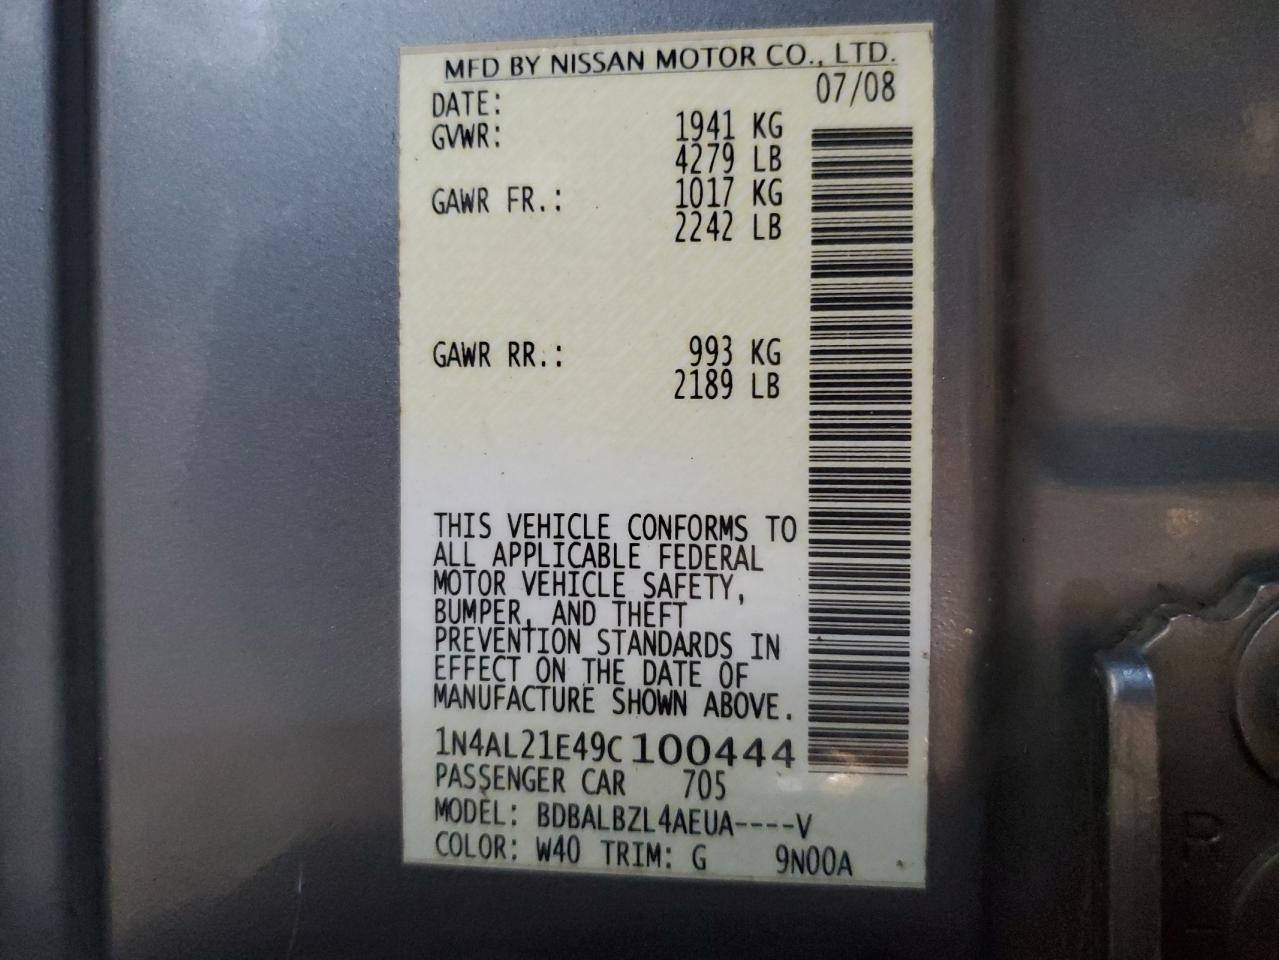 MFD BY NISSAN MOTOR CO., LTD.
DATE: 07/08
GVWR: 1941 KG
4279 LB
GAWR FR.: 1017 KG
2242 LB
GAWR RR.: 993 KG
2189 LB
THIS VEHICLE CONFORMS TO
ALL APPLICABLE FEDERAL
MOTOR VEHICLE SAFETY,
BUMPER, AND THEFT
PREVENTION STANDARDS IN
EFFECT ON THE DATE OF
MANUFACTURE SHOWN ABOVE.
1N4AL21E49C100444
PASSENGER CAR 705
MODEL: BDBALBZL4AEUA----V
COLOR: W40 TRIM: G 9N00A